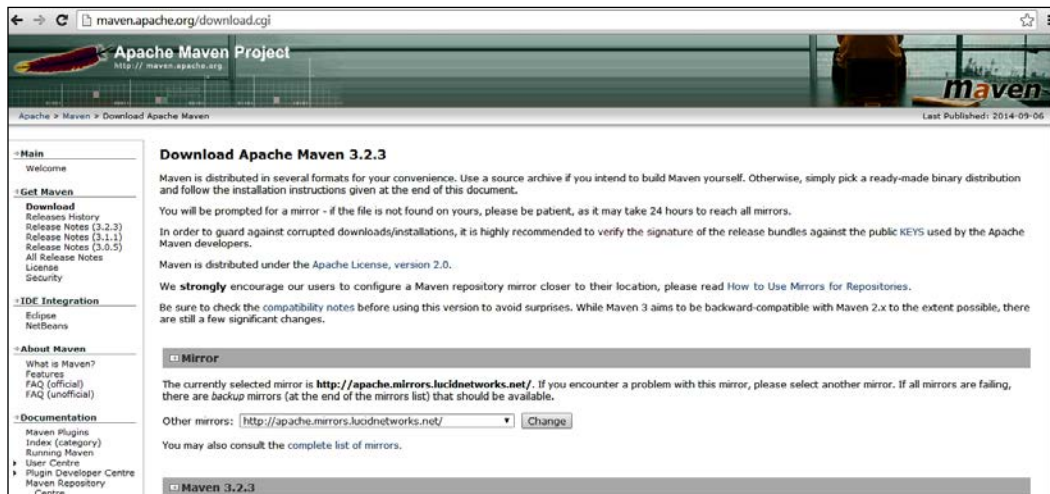 maven.apache.org/download.cgi
Apache Maven Project
http://maven.apache.org
maven
Apache > Maven > Download Apache Maven
Last Published: 2014-09-06
Main
Welcome
Get Maven
Download
Releases History
Release Notes (3.2.3)
Release Notes (3.1.1)
Release Notes (3.0.5)
All Release Notes
License
Security
IDE Integration
Eclipse
NetBeans
About Maven
What is Maven?
Features
FAQ (official)
FAQ (unofficial)
Documentation
Maven Plugins
Index (category)
Running Maven
User Centre
Plugin Developer Centre
Maven Repository
Centre
Download Apache Maven 3.2.3
Maven is distributed in several formats for your convenience. Use a source archive if you intend to build Maven yourself. Otherwise, simply pick a ready-made binary distribution
and follow the installation instructions given at the end of this document.
You will be prompted for a mirror - if the file is not found on yours, please be patient, as it may take 24 hours to reach all mirrors.
In order to guard against corrupted downloads/installations, it is highly recommended to verify the signature of the release bundles against the public KEYS used by the Apache
Maven developers.
Maven is distributed under the Apache License, version 2.0.
We strongly encourage our users to configure a Maven repository mirror closer to their location, please read How to Use Mirrors for Repositories.
Be sure to check the compatibility notes before using this version to avoid surprises. While Maven 3 aims to be backward-compatible with Maven 2.x to the extent possible, there
are still a few significant changes.
Mirror
The currently selected mirror is http://apache.mirrors.lucidnetworks.net/. If you encounter a problem with this mirror, please select another mirror. If all mirrors are failing,
there are backup mirrors (at the end of the mirrors list) that should be available.
Other mirrors: http://apache.mirrors.lucidnetworks.net/ Change
You may also consult the complete list of mirrors.
Maven 3.2.3